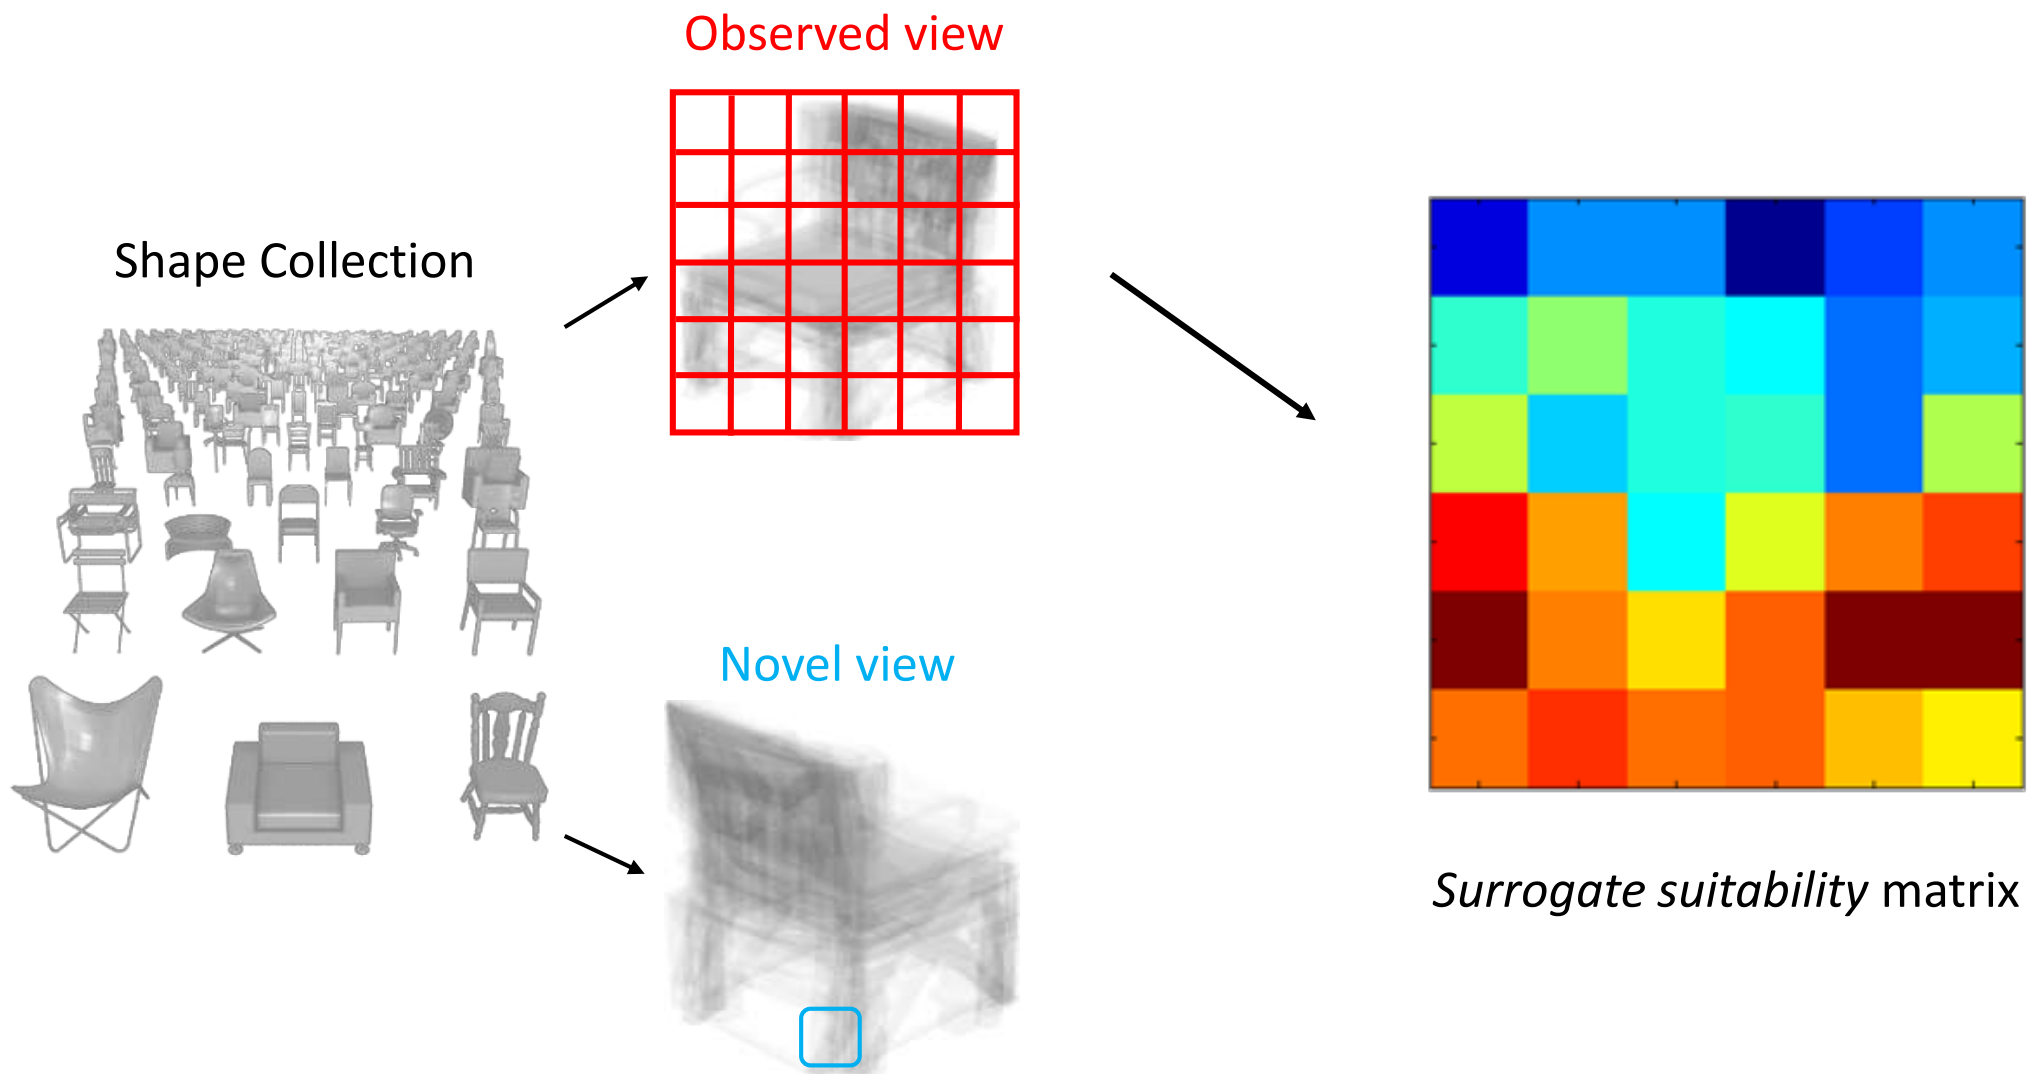 Observed view
Shape Collection
Novel view
Surrogate suitability matrix